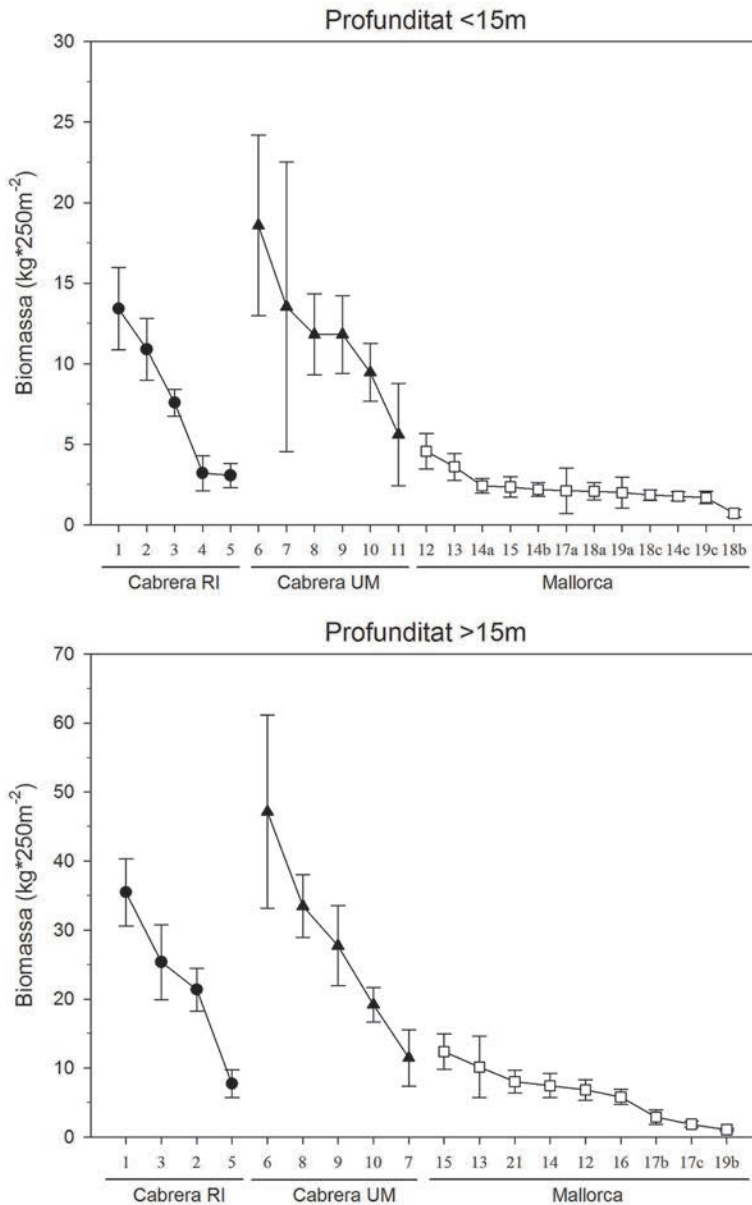 Profunditat <15m
30
25
20
15
10
5
0
Biomassa (kg*250m⁻²)
1 2 3 4 5 6 7 8 9 10 11 12 13 14a 15 14b 17a 18a 19a 18c 14c 19c 18b
Cabrera RI Cabrera UM Mallorca
Profunditat >15m
70
60
50
40
30
20
10
0
Biomassa (kg*250m⁻²)
1 3 2 5 6 8 9 10 7 15 13 21 14 12 16 17b 17c 19b
Cabrera RI Cabrera UM Mallorca